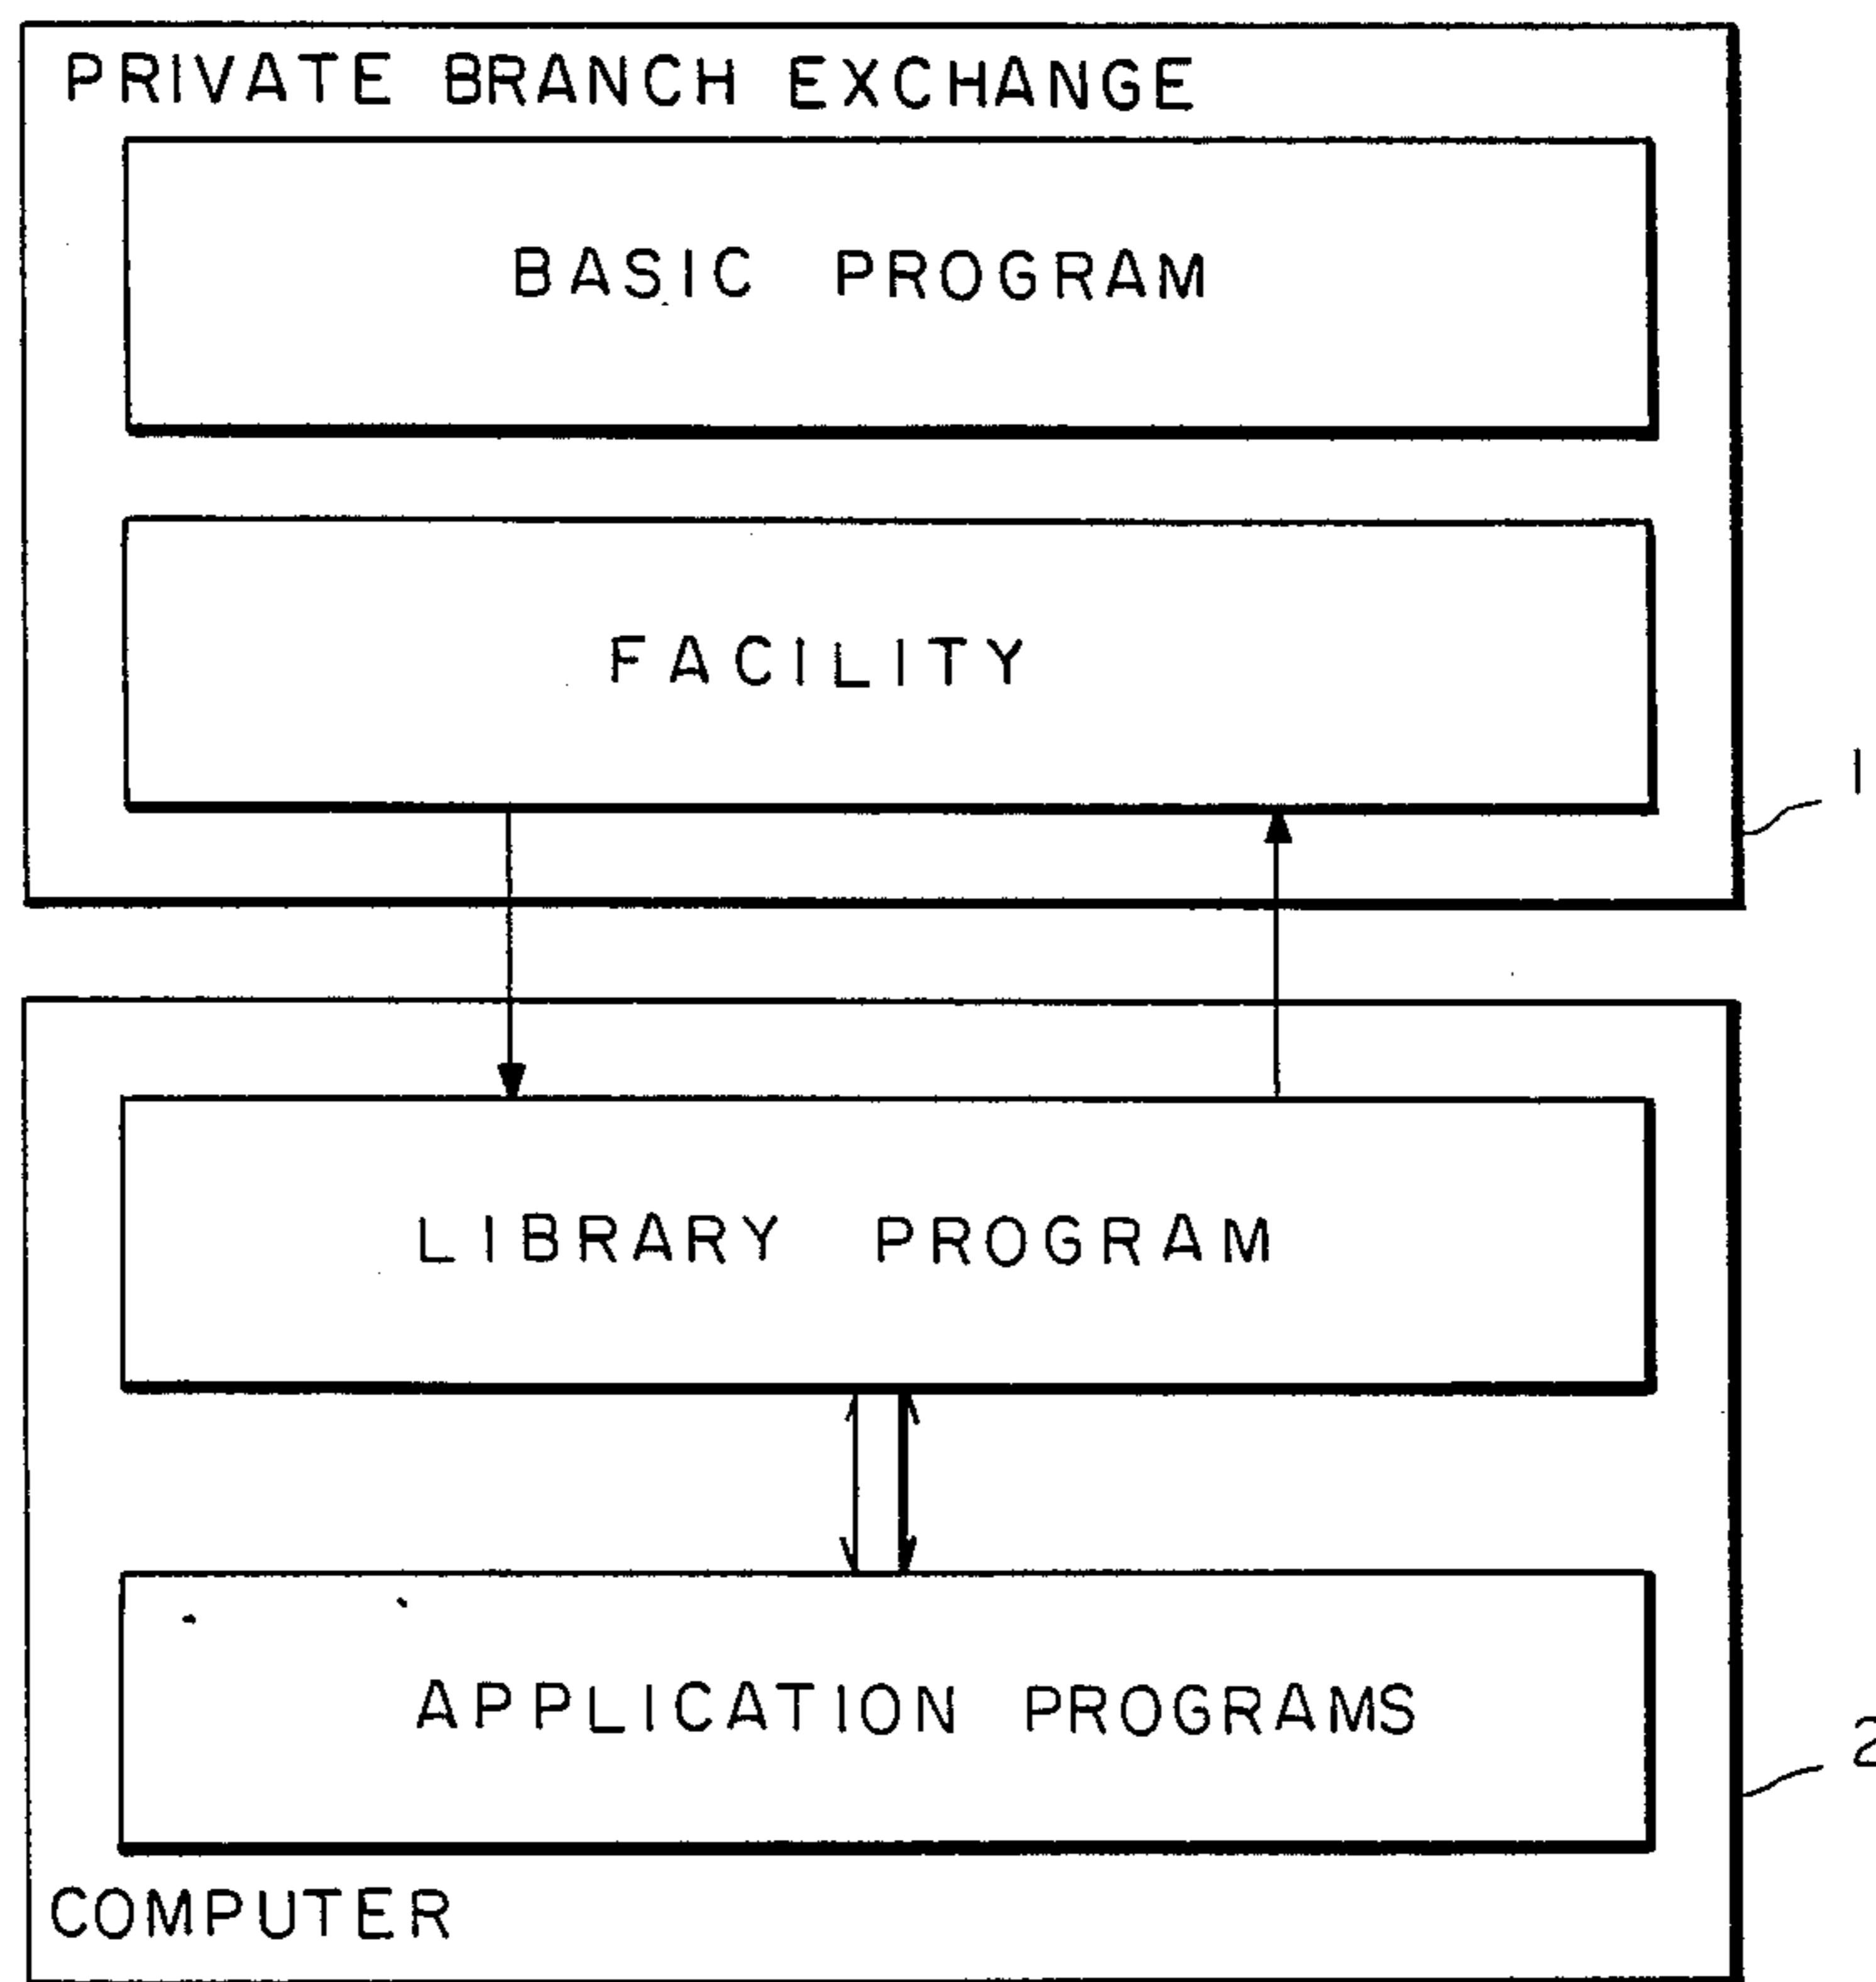 PRIVATE BRANCH EXCHANGE
BASIC PROGRAM
FACILITY
1
LIBRARY PROGRAM
APPLICATION PROGRAMS
2
COMPUTER